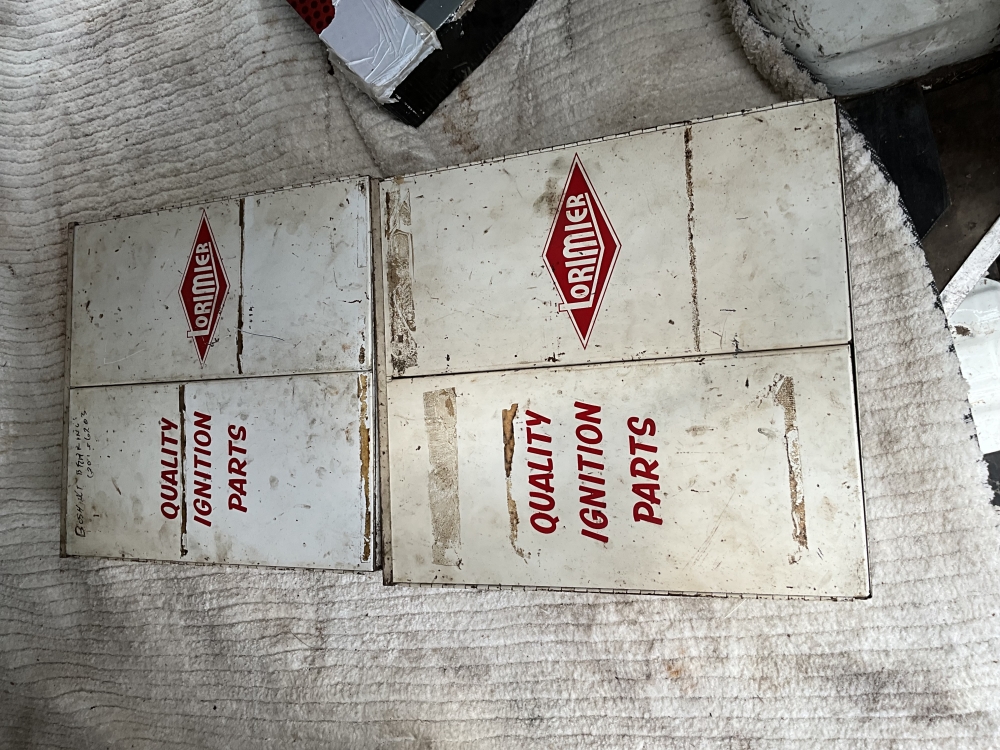 LORIMIER
QUALITY
IGNITION
PARTS
LORIMIER
QUALITY
IGNITION
PARTS